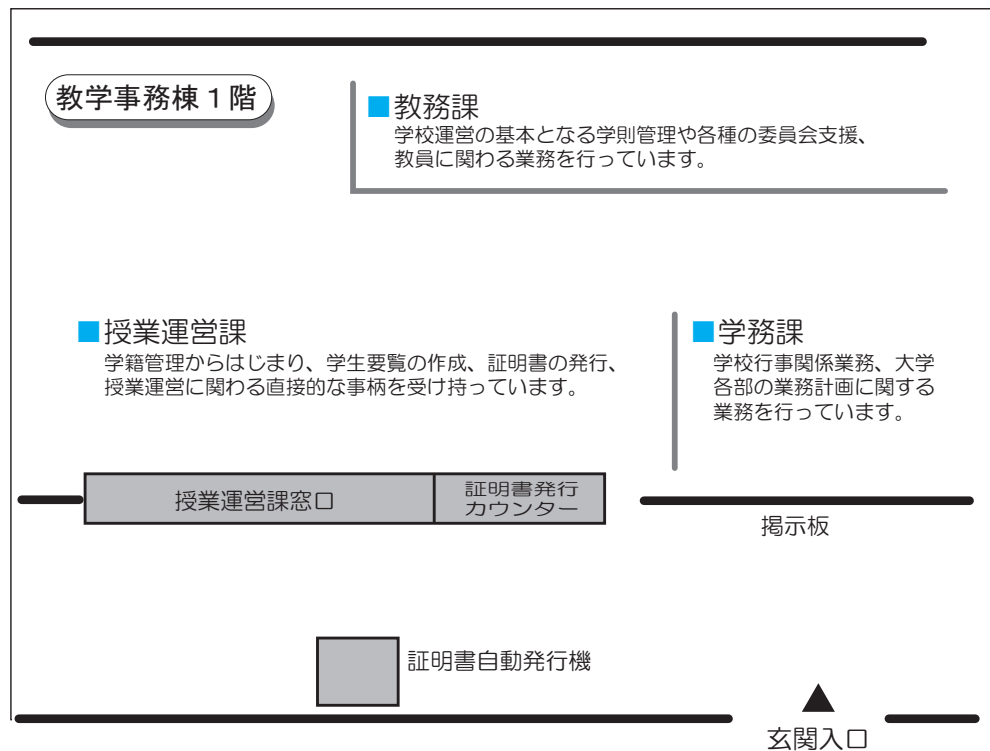 教学事務棟１階
■教務課
学校運営の基本となる学則管理や各種の委員会支援、
教員に関わる業務を行っています。
■授業運営課
学籍管理からはじまり、学生要覧の作成、証明書の発行、
授業運営に関わる直接的な事柄を受け持っています。
■学務課
学校行事関係業務、大学
各部の業務計画に関する
業務を行っています。
授業運営課窓口
証明書発行
カウンター
掲示板
証明書自動発行機
▲
玄関入口